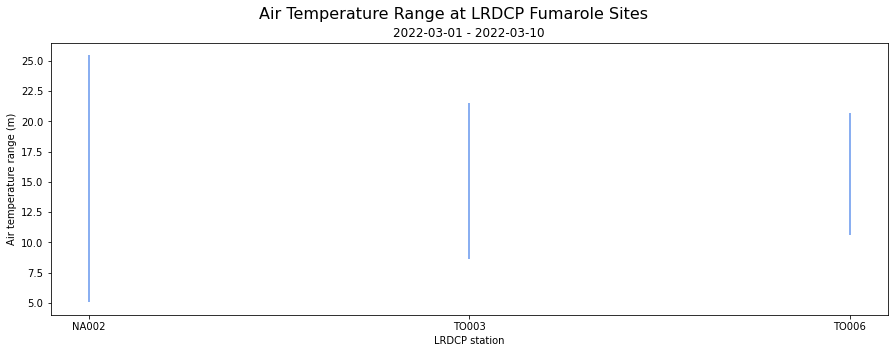 Air Temperature Range at LRDCP Fumarole Sites
2022-03-01 - 2022-03-10
Air temperature range (m)
25.0
22.5
20.0
17.5
15.0
12.5
10.0
7.5
5.0
NA002 TO003 TO006
LRDCP station